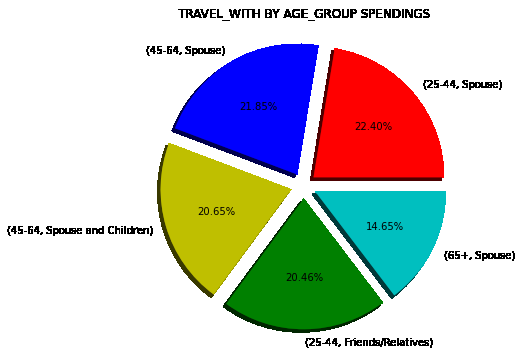 TRAVEL_WITH BY AGE_GROUP SPENDINGS
(45-64, Spouse)
(25-44, Spouse)
21.85%
22.40%
20.65%
14.65%
(45-64, Spouse and Children)
(65+, Spouse)
20.46%
(25-44, Friends/Relatives)